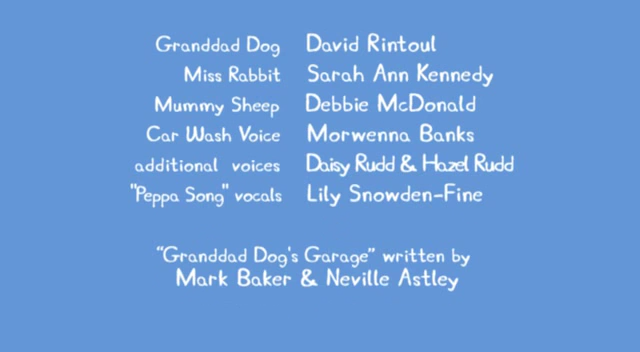 Granddad Dog David Rintoul
Miss Rabbit Sarah Ann Kennedy
Mummy Sheep Debbie McDonald
Car Wash Voice Morwenna Banks
additional voices Daisy Rudd & Hazel Rudd
"Peppa Song" vocals Lily Snowden-Fine
"Granddad Dog's Garage" written by
Mark Baker & Neville Astley